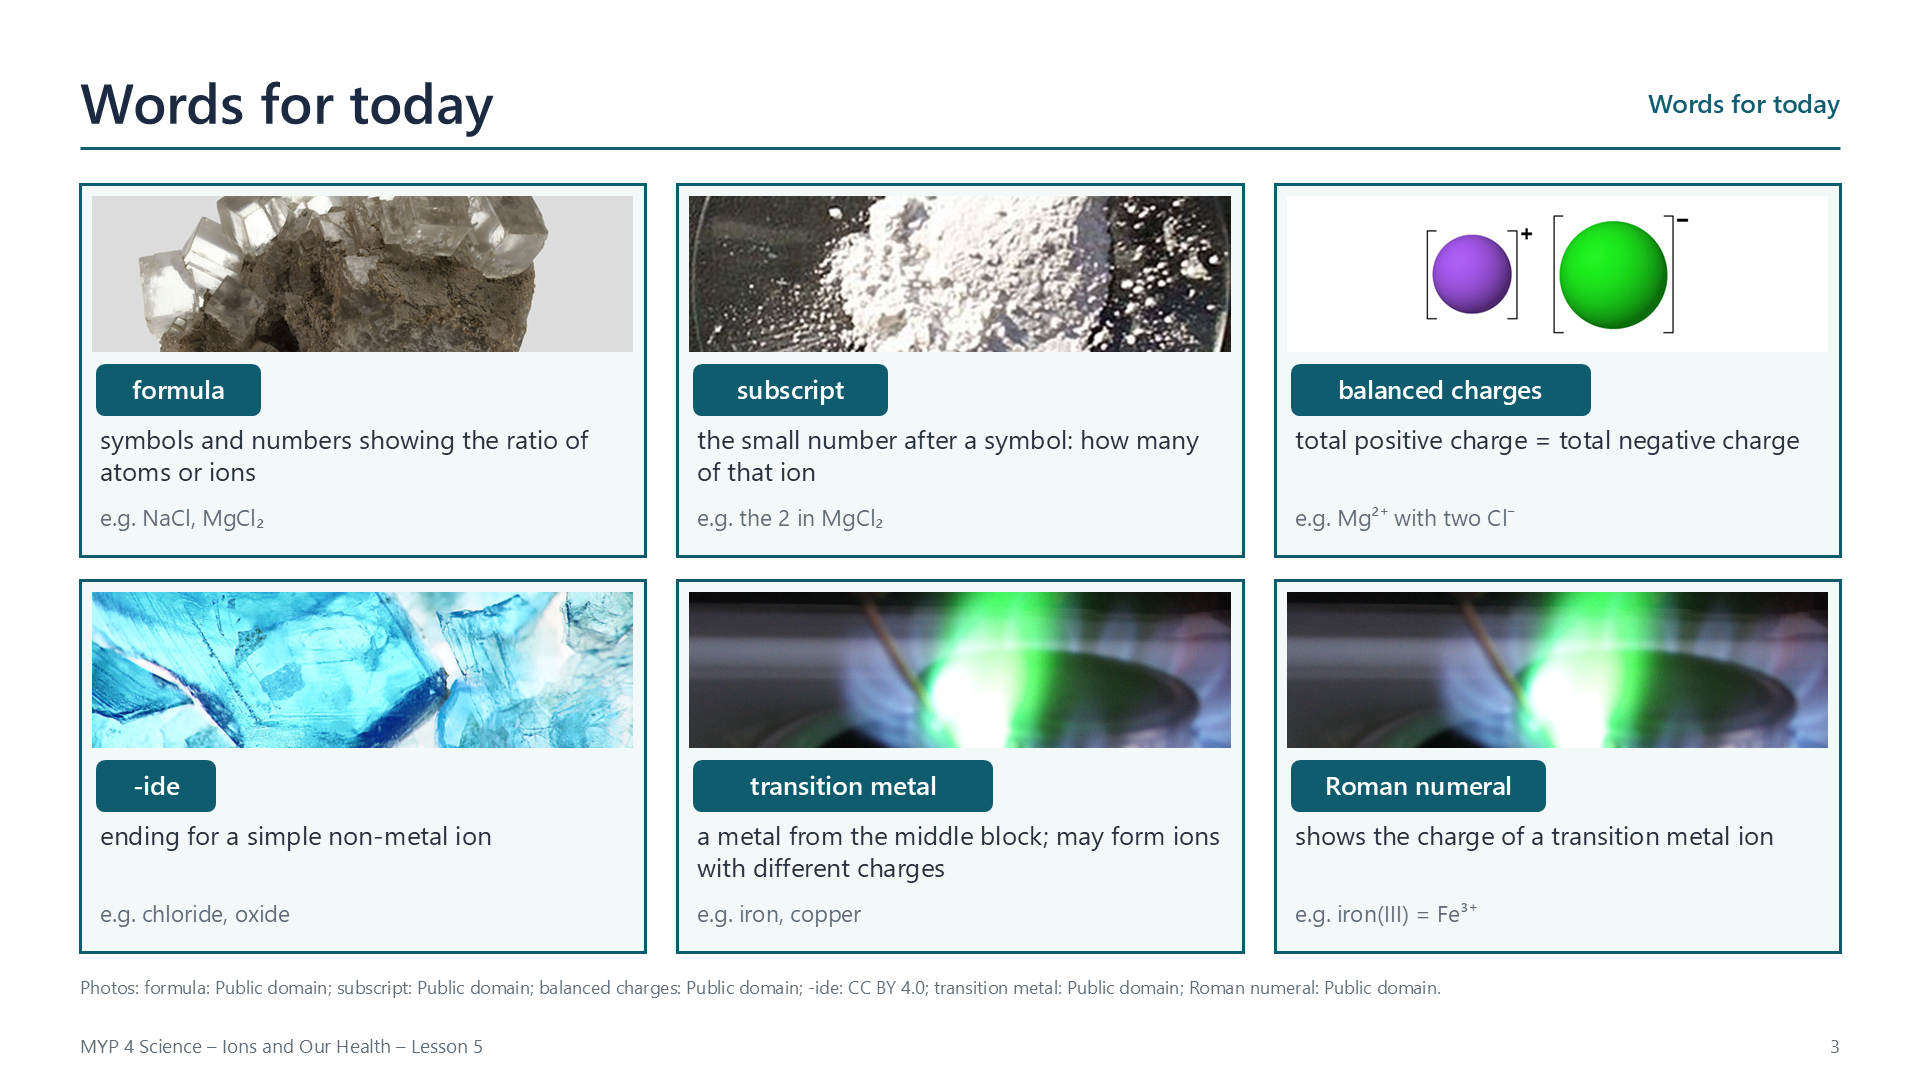 Words for today
Words for today
formula
symbols and numbers showing the ratio of
atoms or ions
e.g. NaCl, MgCl₂
subscript
the small number after a symbol: how many
of that ion
e.g. the 2 in MgCl₂
+
−
balanced charges
total positive charge = total negative charge
e.g. Mg²⁺ with two Cl⁻
-ide
ending for a simple non-metal ion
e.g. chloride, oxide
transition metal
a metal from the middle block; may form ions
with different charges
e.g. iron, copper
Roman numeral
shows the charge of a transition metal ion
e.g. iron(III) = Fe³⁺
Photos: formula: Public domain; subscript: Public domain; balanced charges: Public domain; -ide: CC BY 4.0; transition metal: Public domain; Roman numeral: Public domain.
MYP 4 Science – Ions and Our Health – Lesson 5
3